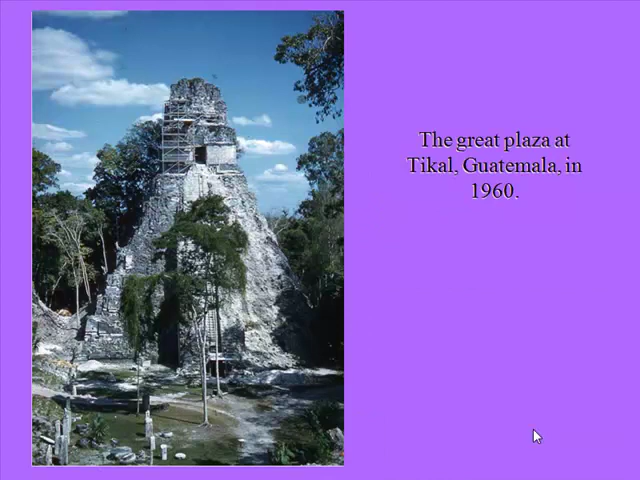 The great plaza at
Tikal, Guatemala, in
1960.